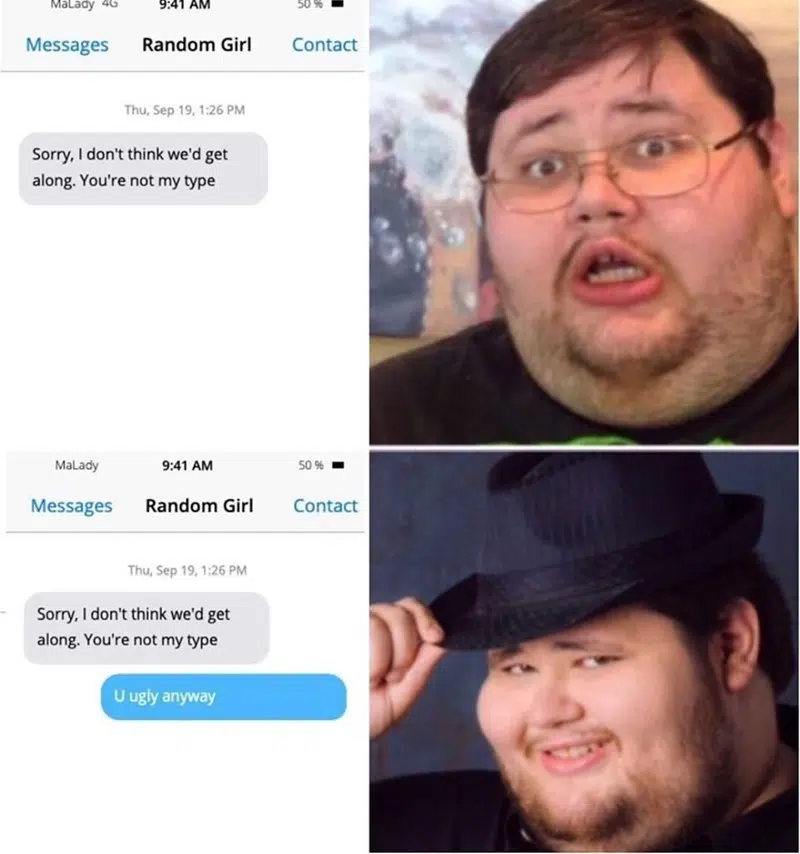 MaLady 4G 9:41 AM 50 %
Messages Random Girl Contact
Thu, Sep 19, 1:26 PM
Sorry, I don't think we'd get
along. You're not my type
MaLady 9:41 AM 50 %
Messages Random Girl Contact
Thu, Sep 19, 1:26 PM
Sorry, I don't think we'd get
along. You're not my type
U ugly anyway